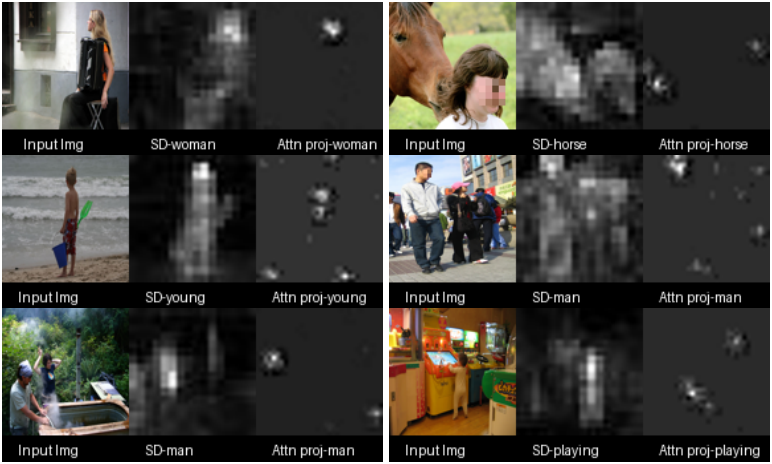 Input Img SD-woman Attn proj-woman
Input Img SD-horse Attn proj-horse
Input Img SD-young Attn proj-young
Input Img SD-man Attn proj-man
Input Img SD-man Attn proj-man
Input Img SD-playing Attn proj-playing